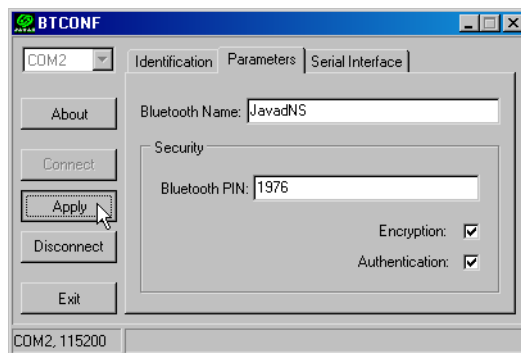 BTCONF
COM2
Identification Parameters Serial Interface
About
Bluetooth Name: JavadNS
Security
Connect
Bluetooth PIN: 1976
Apply
Encryption:
Disconnect
Authentication:
Exit
COM2, 115200